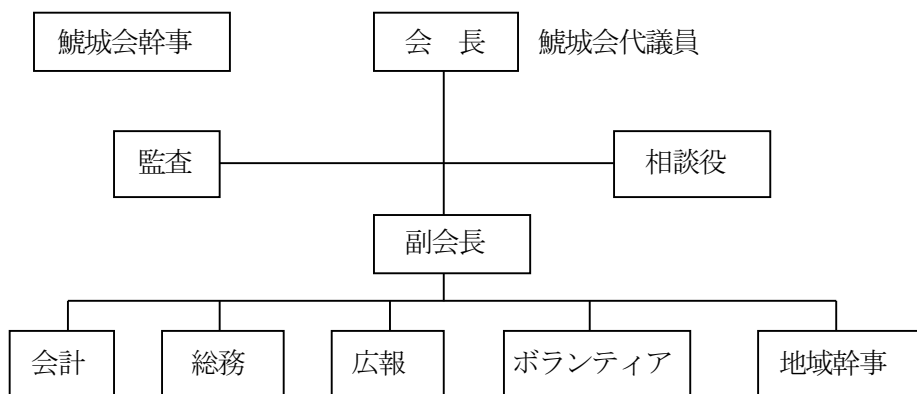 鯱城会幹事
会　長
鯱城会代議員
監査
相談役
副会長
会計
総務
広報
ボランティア
地域幹事